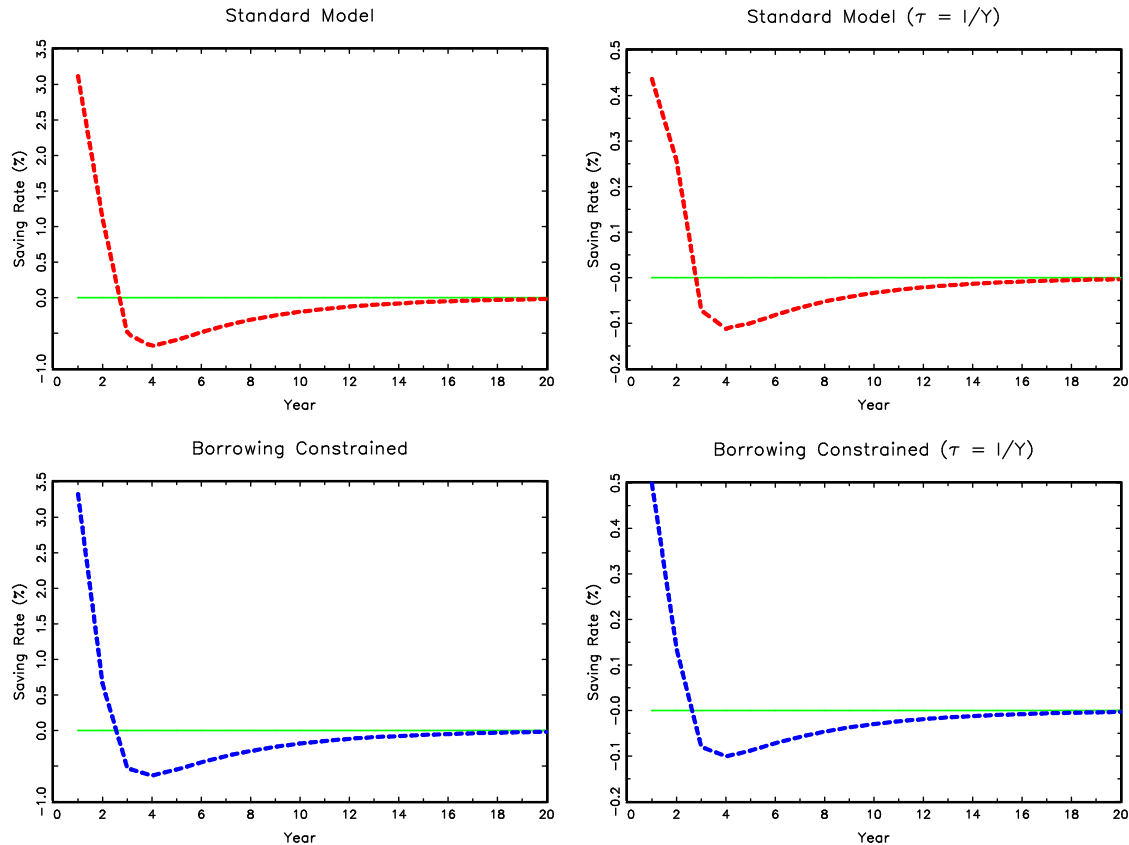 Standard Model
Saving Rate (%)
3.5
3.0
2.5
2.0
1.5
1.0
0.5
0.0
-1.0
0 2 4 6 8 10 12 14 16 18 20
Year
Standard Model (τ = I/Y)
Saving Rate (%)
0.5
0.4
0.3
0.2
0.1
-0.0
-0.1
-0.2
0 2 4 6 8 10 12 14 16 18 20
Year
Borrowing Constrained
Saving Rate (%)
3.5
3.0
2.5
2.0
1.5
1.0
0.5
0.0
-1.0
0 2 4 6 8 10 12 14 16 18 20
Year
Borrowing Constrained (τ = I/Y)
Saving Rate (%)
0.5
0.4
0.3
0.2
0.1
-0.0
-0.1
-0.2
0 2 4 6 8 10 12 14 16 18 20
Year